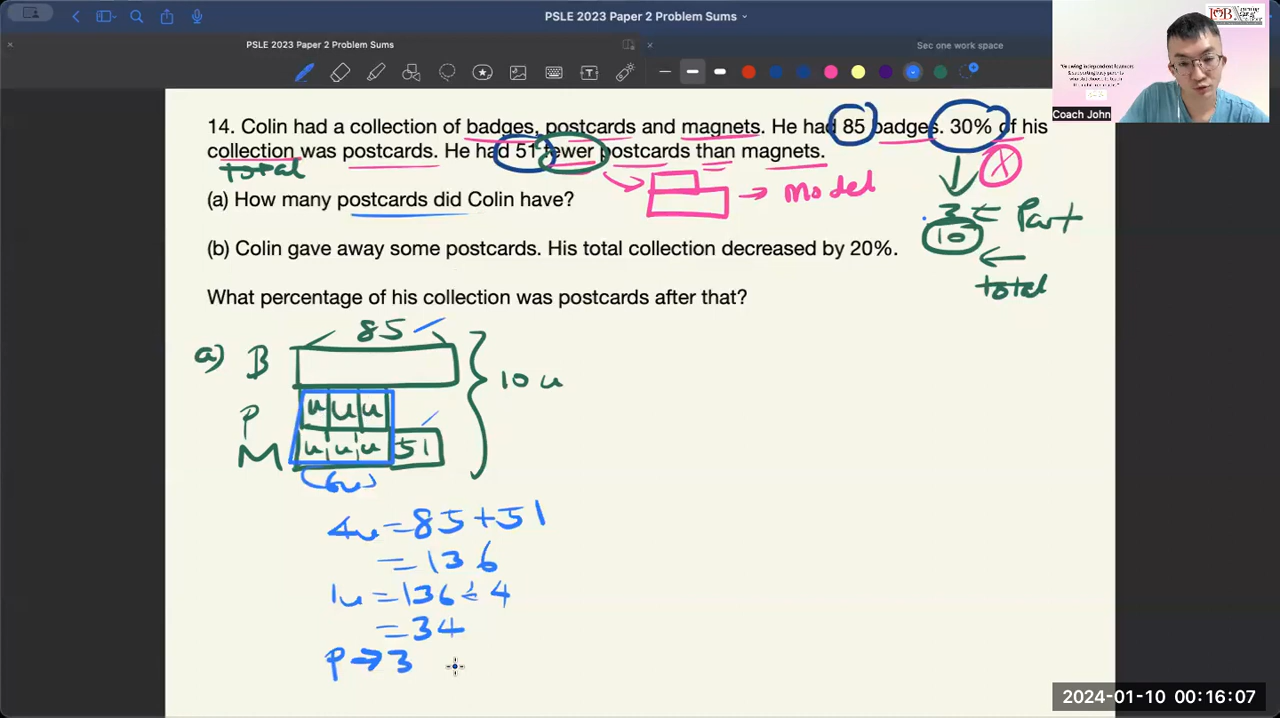 PSLE 2023 Paper 2 Problem Sums
PSLE 2023 Paper 2 Problem Sums
Sec one work space
Coach John
14. Colin had a collection of badges, postcards and magnets. He had 85 badges. 30% of his
collection was postcards. He had 51 fewer postcards than magnets.
total
Model
(a) How many postcards did Colin have?
3 ← Part
10
total
(b) Colin gave away some postcards. His total collection decreased by 20%.
What percentage of his collection was postcards after that?
a) B 85
10 u
P u u u
M u u u 51
6u
4u = 85 + 51
= 136
1u = 136 ÷ 4
= 34
P → 3
2024-01-10 00:16:07